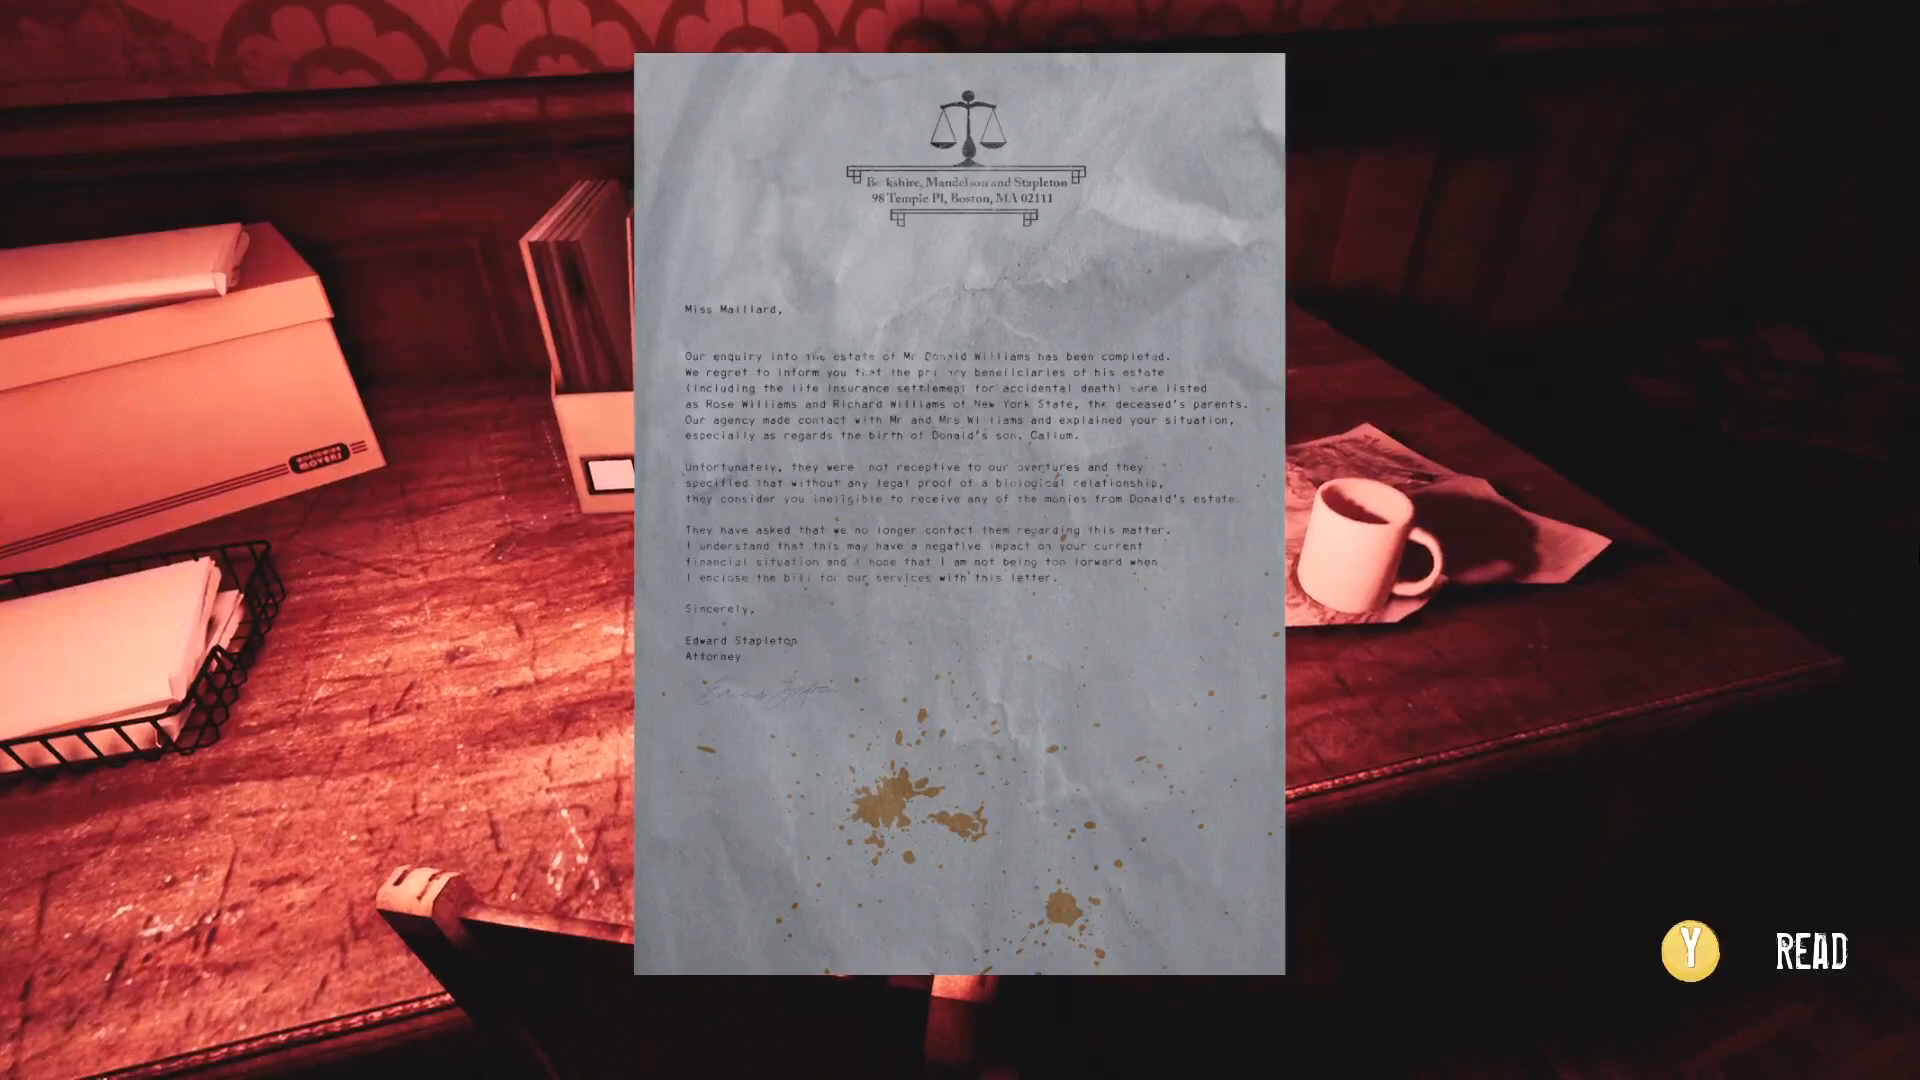 Berkshire, Mandelson and Stapleton
98 Temple Pl, Boston, MA 02111
Miss Maillard,
Our enquiry into the estate of Mr Donald Williams has been completed.
We regret to inform you that the primary beneficiaries of his estate
(including the life insurance settlement for accidental death) were listed
as Rose Williams and Richard Williams of New York State, the deceased's parents.
Our agency made contact with Mr and Mrs Williams and explained your situation,
especially as regards the birth of Donald's son, Callum.
Unfortunately, they were not receptive to our overtures and they
specified that without any legal proof of a biological relationship,
they consider you ineligible to receive any of the monies from Donald's estate.
They have asked that we no longer contact them regarding this matter.
I understand that this may have a negative impact on your current
financial situation and I hope that I am not being too forward when
I enclose the bill for our services with this letter.
Sincerely,
Edward Stapleton
Attorney
WORLDWIDE
MOVERS
Y READ